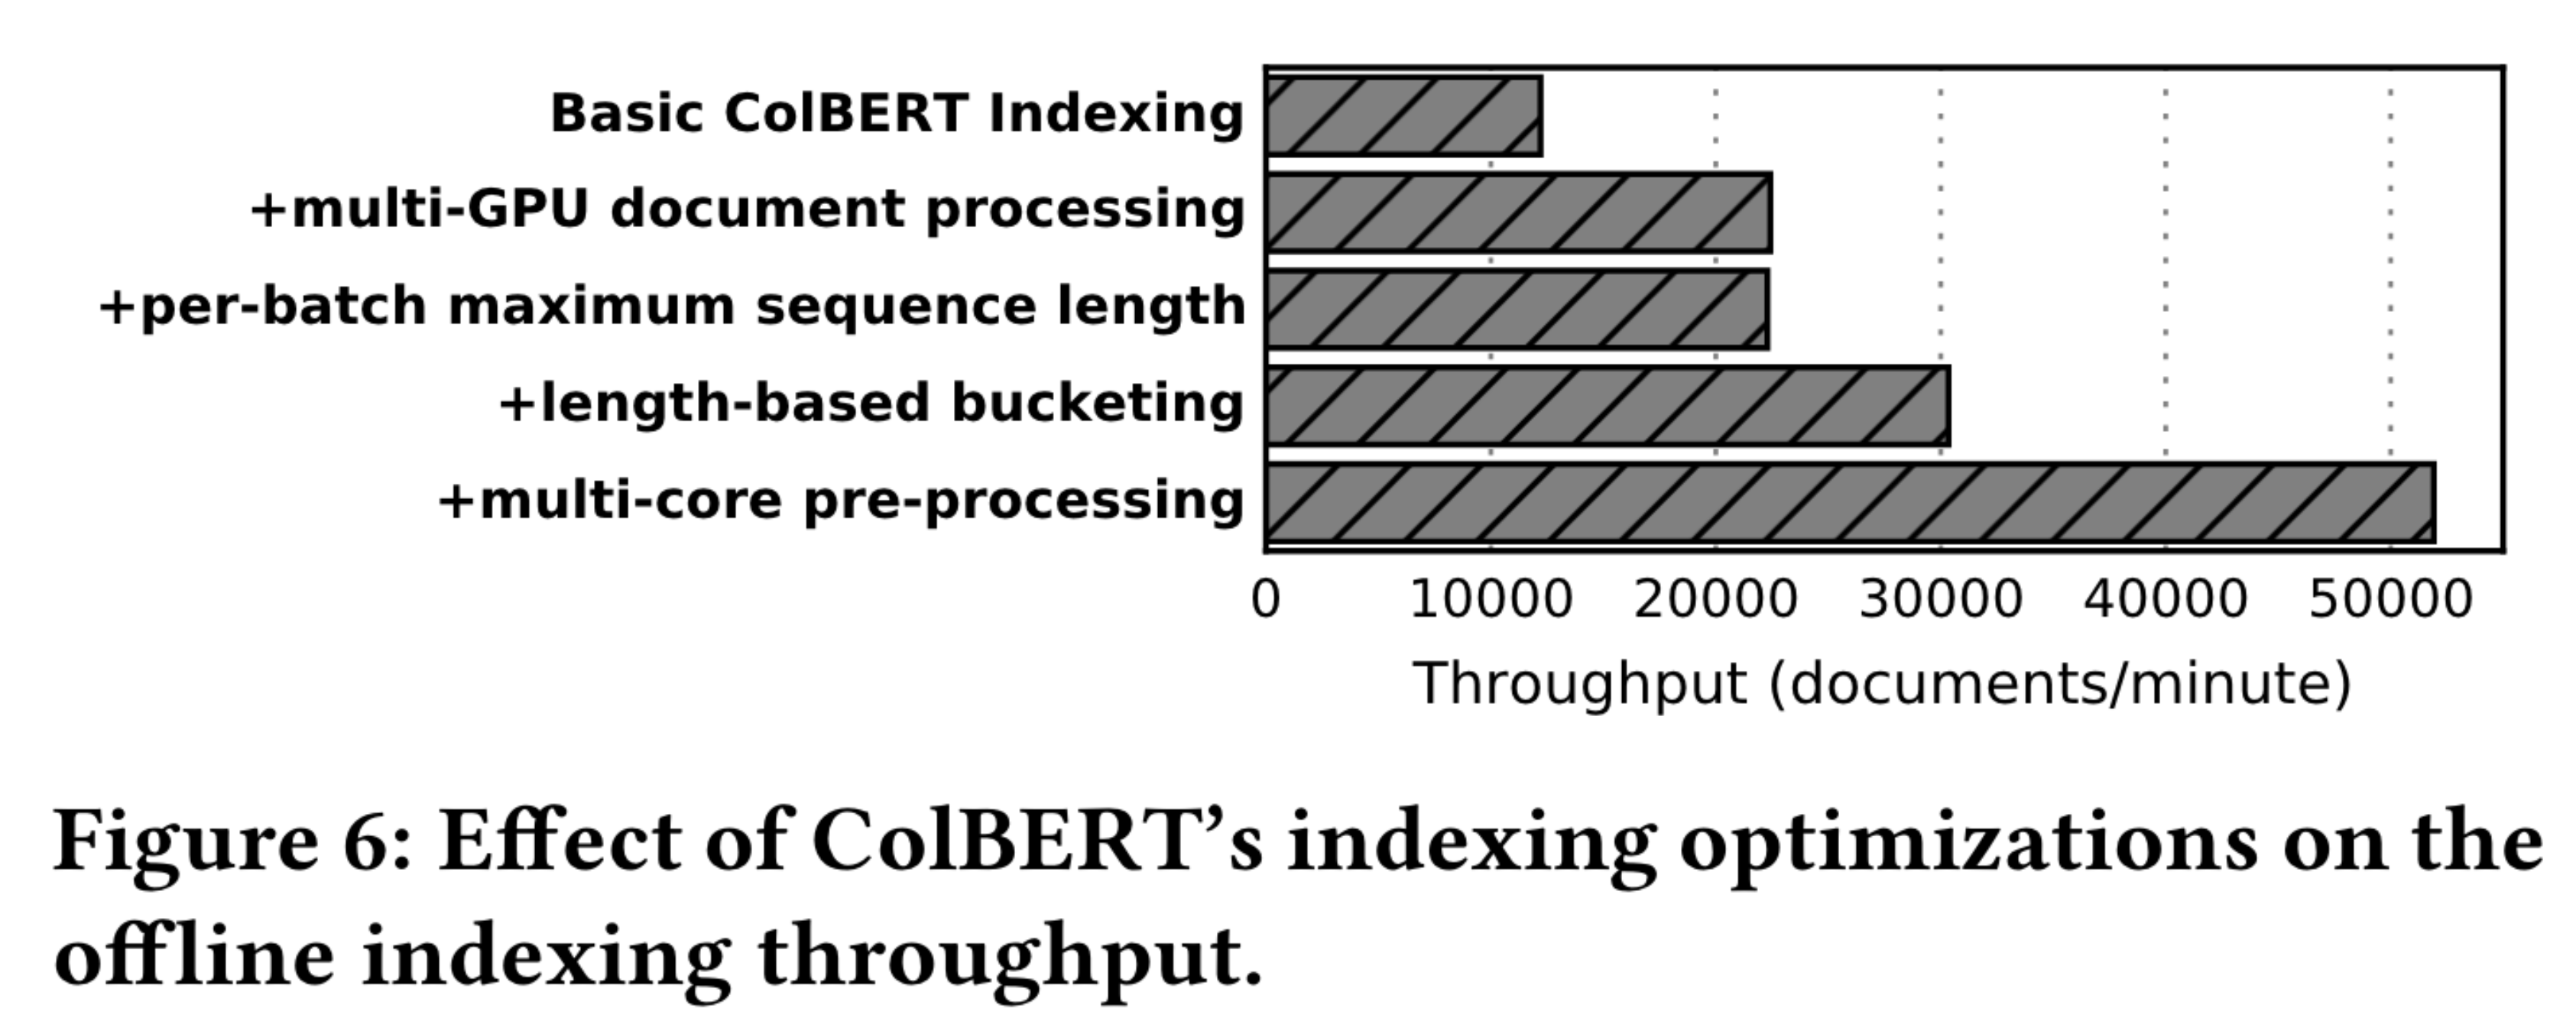 Basic ColBERT Indexing
+multi-GPU document processing
+per-batch maximum sequence length
+length-based bucketing
+multi-core pre-processing
0 10000 20000 30000 40000 50000
Throughput (documents/minute)
Figure 6: Effect of ColBERT’s indexing optimizations on the
offline indexing throughput.